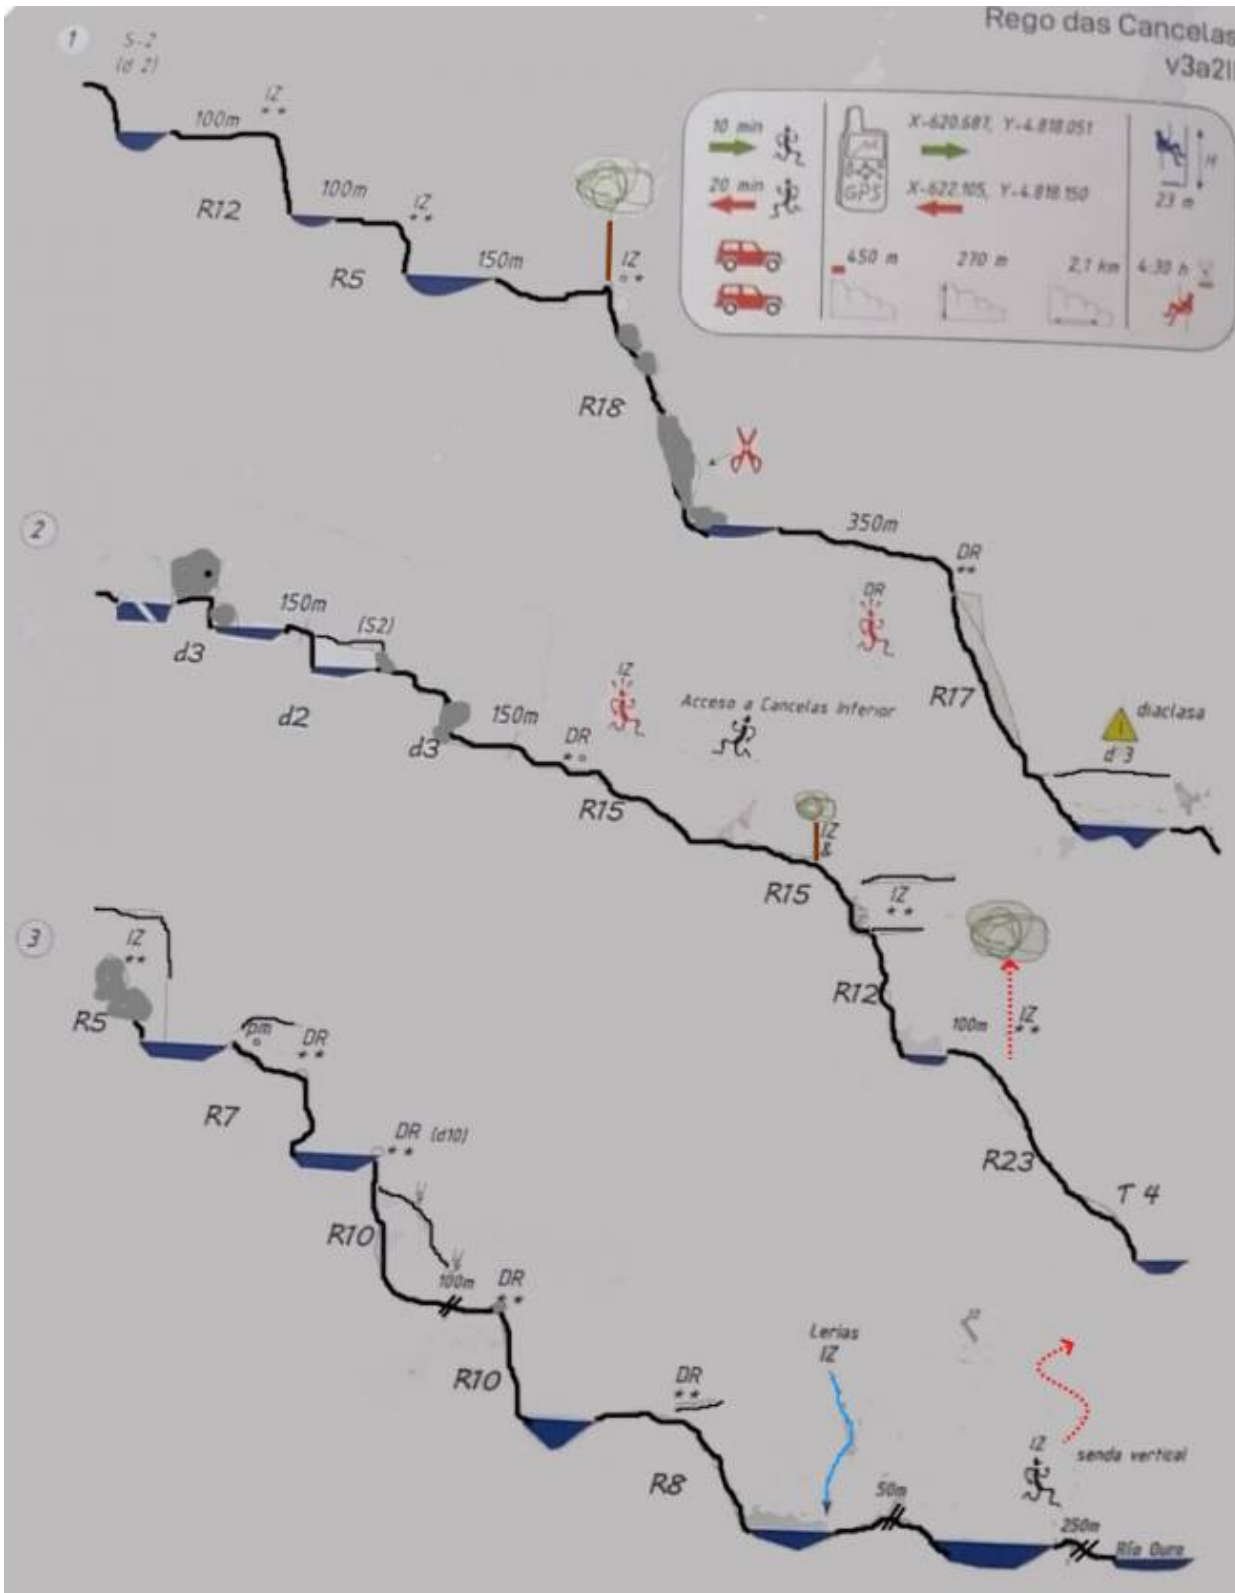 Rego das Cancelas
v3a2II
1
S-2
(d 2)
100m
IZ
R12
100m
IZ
R5
150m
IZ
R18
10 min
20 min
GPS
X-620.687, Y-4.818.051
X-622.105, Y-4.818.150
H
23 m
450 m
270 m
2,1 km
4:30 h
350m
DR
DR
R17
diaclasa
d 3
2
d3
150m
(S2)
d2
d3
150m
IZ
DR
R15
Acceso a Cancelas Inferior
IZ
&
R15
IZ
R12
100m
IZ
R23
T 4
3
IZ
R5
pm
DR
R7
DR (d10)
R10
100m
DR
R10
DR
R8
Lerias
IZ
50m
IZ
senda vertical
250m
Río Ouro